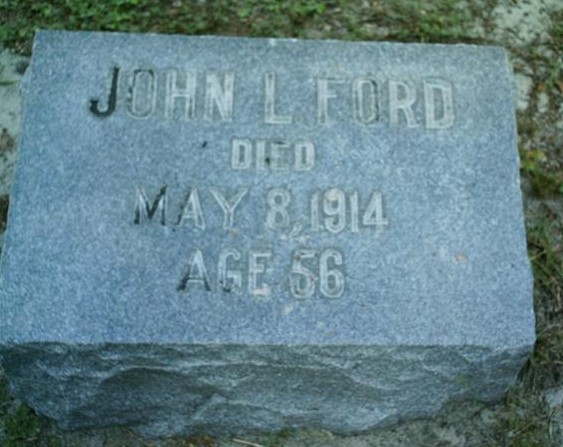 JOHN L. FORD
DIED
MAY 8, 1914
AGE 56